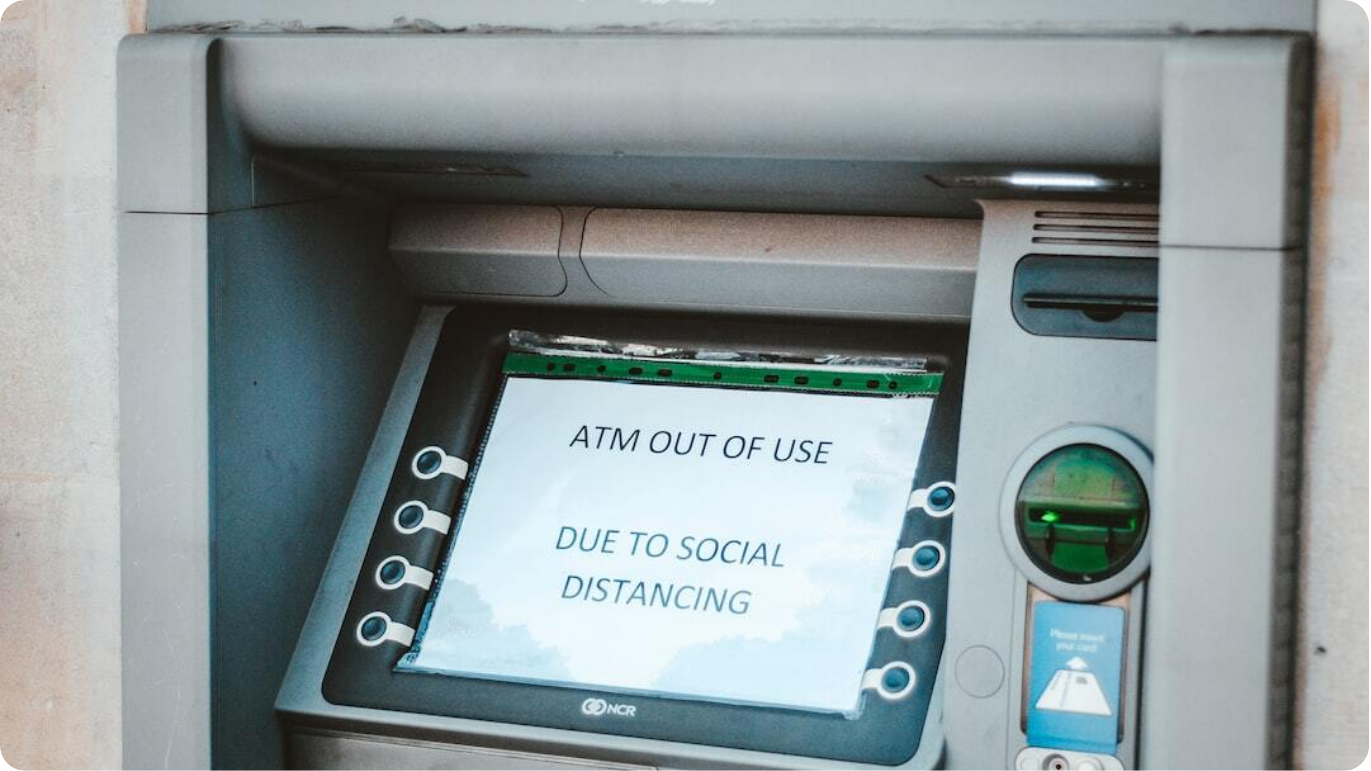 ATM OUT OF USE
DUE TO SOCIAL
DISTANCING
Please insert
your card
NCR